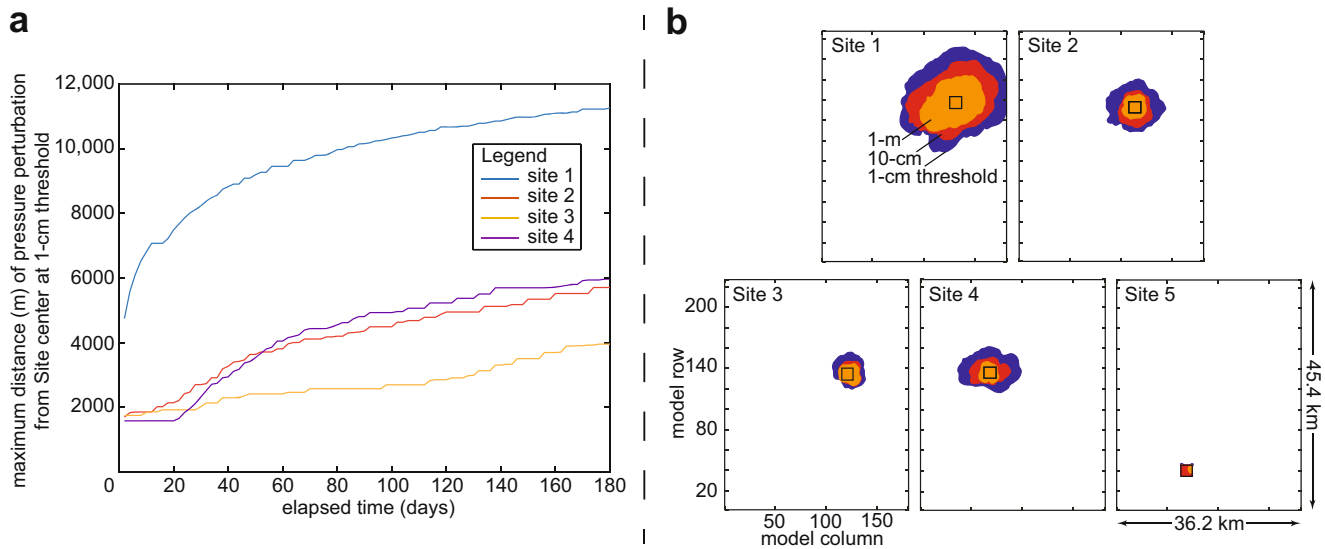 a
maximum distance (m) of pressure perturbation
from Site center at 1-cm threshold
12,000
10,000
8000
6000
4000
2000
0
20
40
60
80
100
120
140
160
180
elapsed time (days)
Legend
site 1
site 2
site 3
site 4
b
Site 1
1-m
10-cm
1-cm threshold
Site 2
Site 3
Site 4
Site 5
model row
200
140
80
20
50
100
150
model column
45.4 km
36.2 km